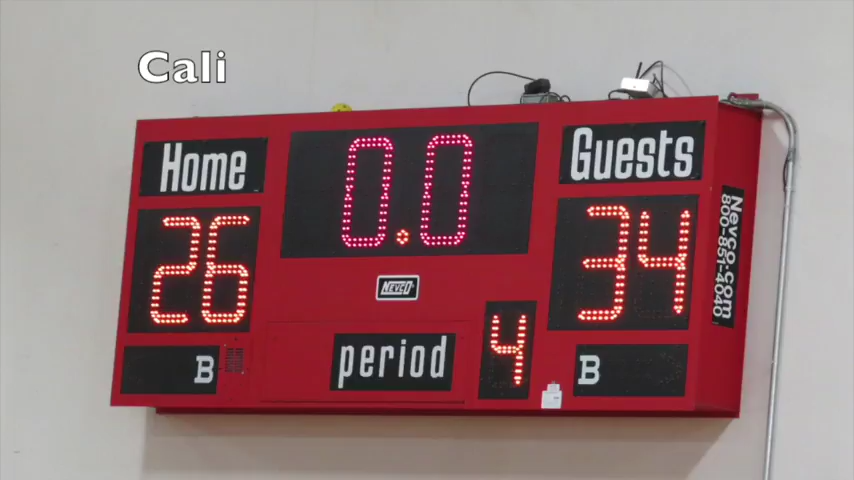 Cali
Home
0.0
Guests
26
34
NEVCO
Nevco.com
800-851-4040
B
period
4
B